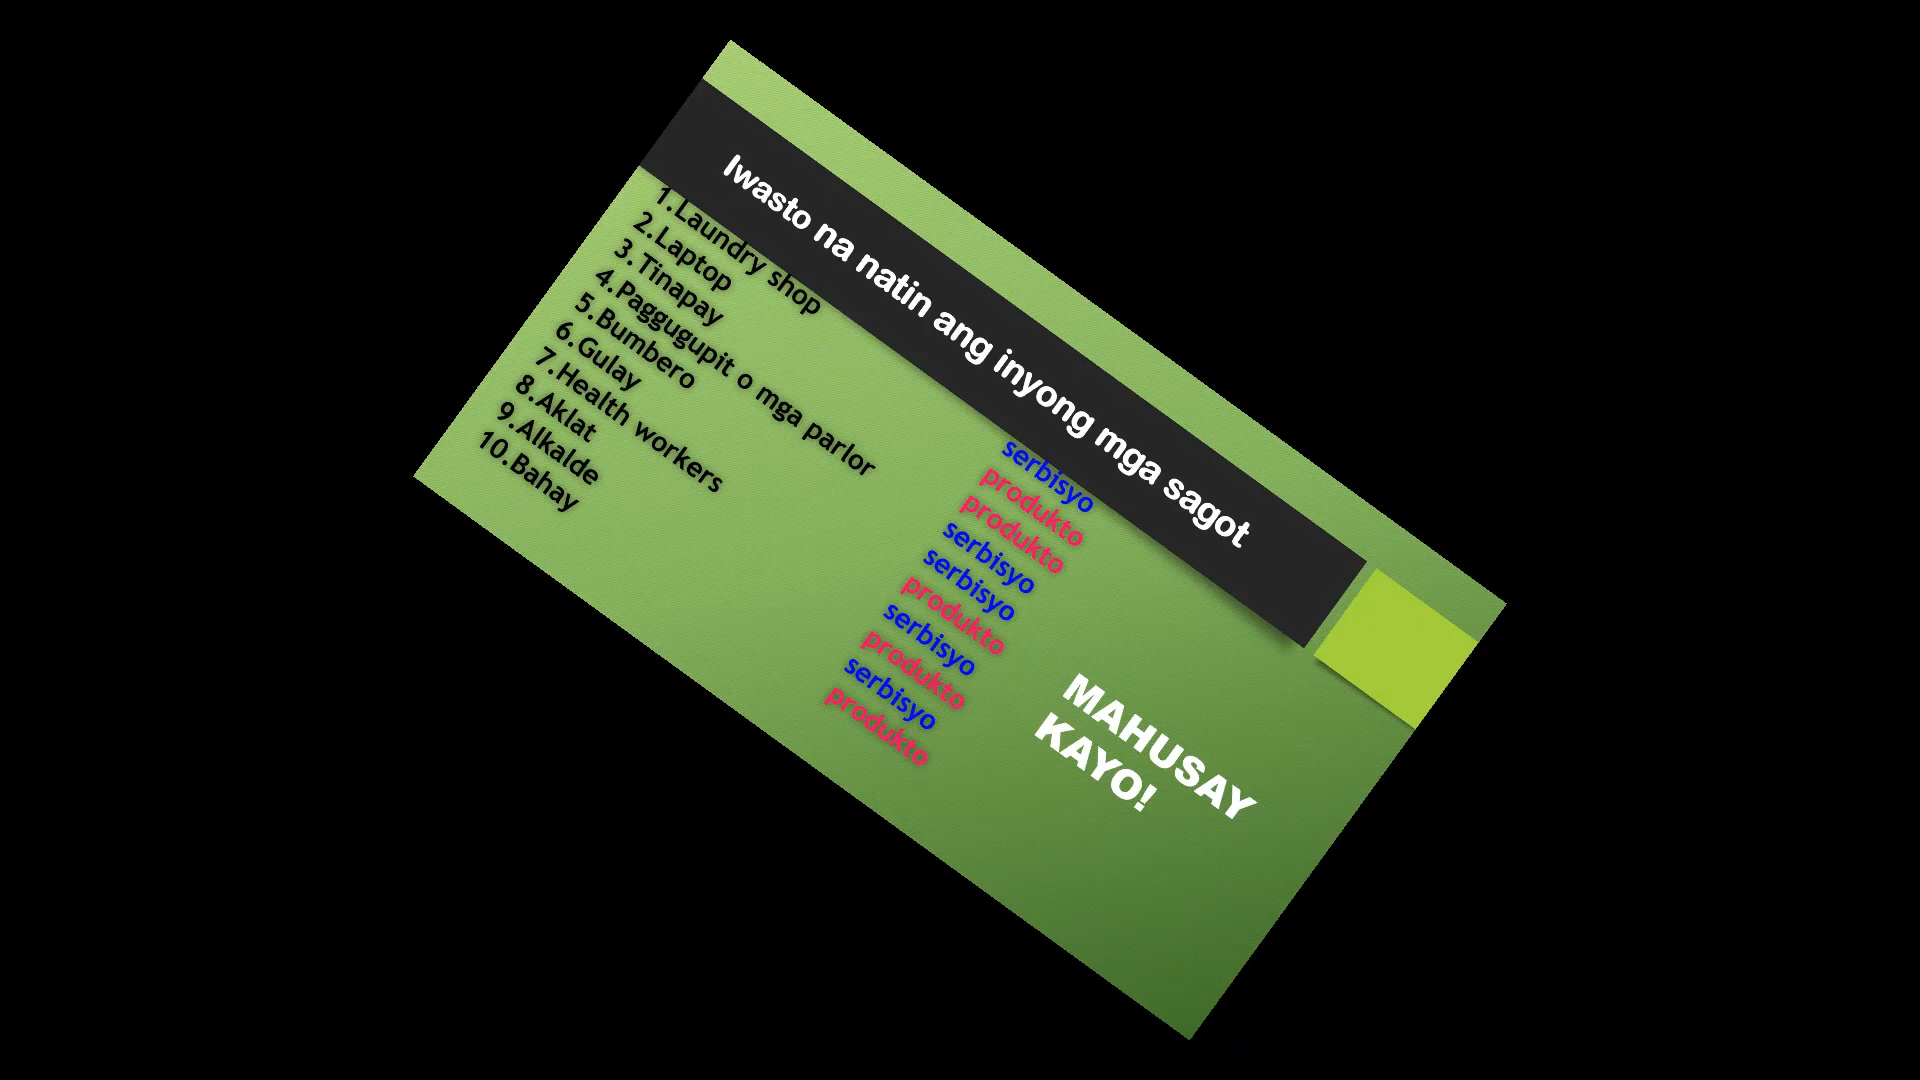 Iwasto na natin ang inyong mga sagot
1.Laundry shop
2.Laptop
3.Tinapay
4.Paggugupit o mga parlor
5.Bumbero
6.Gulay
7.Health workers
8.Aklat
9.Alkalde
10.Bahay
serbisyo
produkto
produkto
serbisyo
serbisyo
produkto
serbisyo
produkto
serbisyo
produkto
MAHUSAY
KAYO!